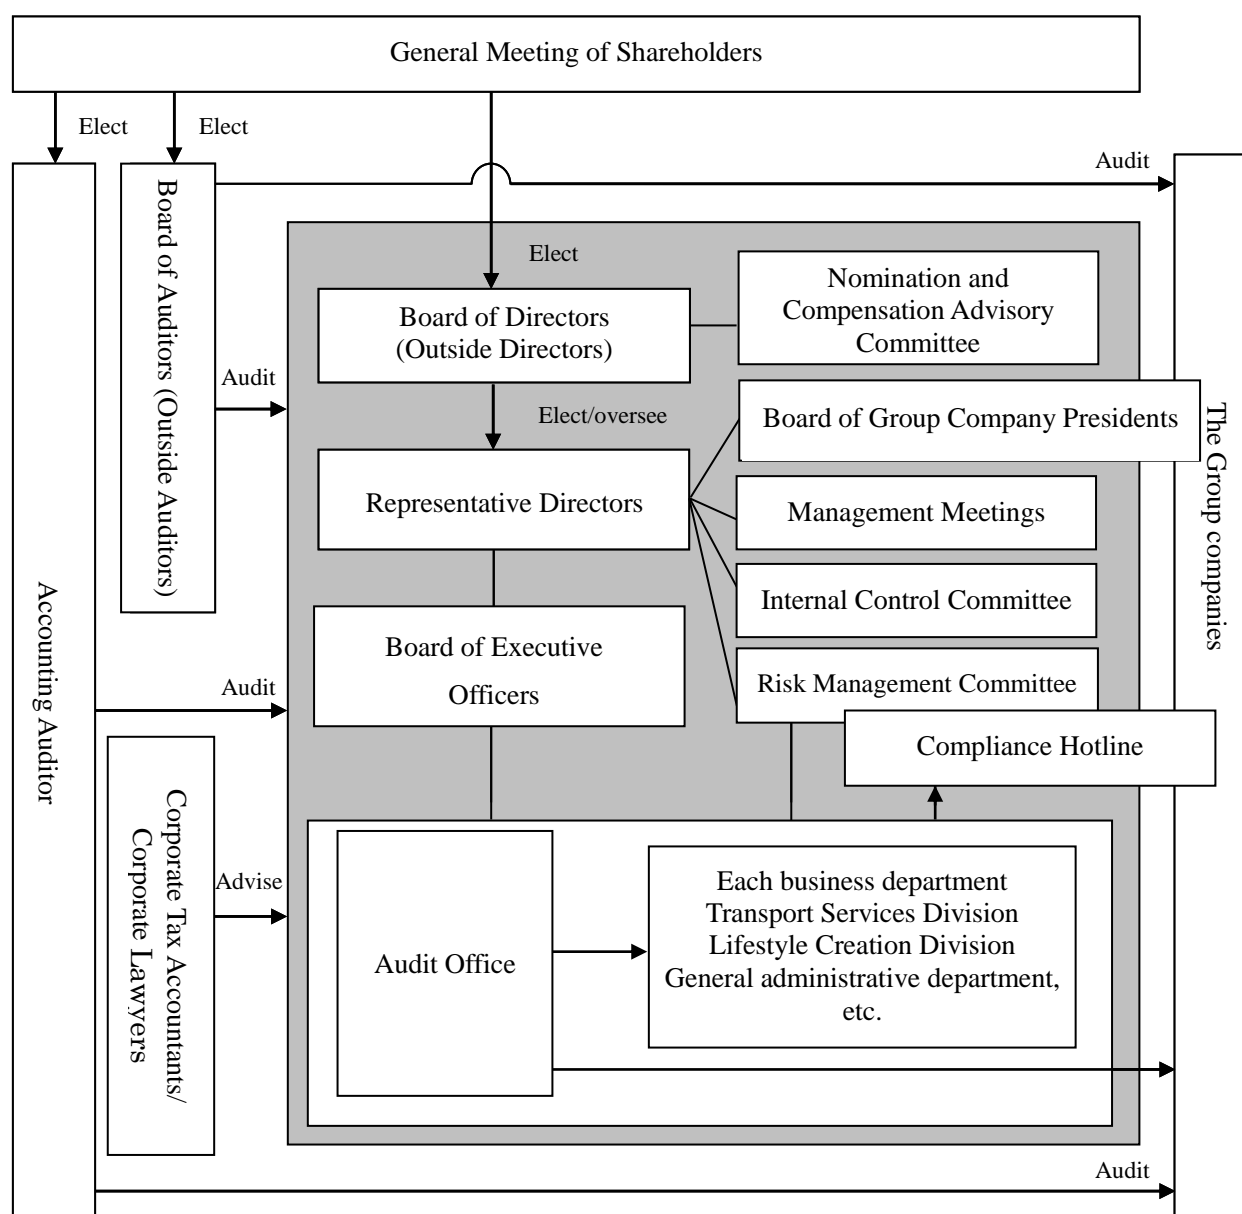 General Meeting of Shareholders
Elect
Elect
Audit
Board of Auditors (Outside Auditors)
Elect
Nomination and
Compensation Advisory
Committee
Board of Directors
(Outside Directors)
Audit
Elect/oversee
Board of Group Company Presidents
The Group companies
Representative Directors
Management Meetings
Internal Control Committee
Accounting Auditor
Board of Executive
Officers
Risk Management Committee
Audit
Compliance Hotline
Corporate Tax Accountants/
Corporate Lawyers
Advise
Audit Office
Each business department
Transport Services Division
Lifestyle Creation Division
General administrative department,
etc.
Audit